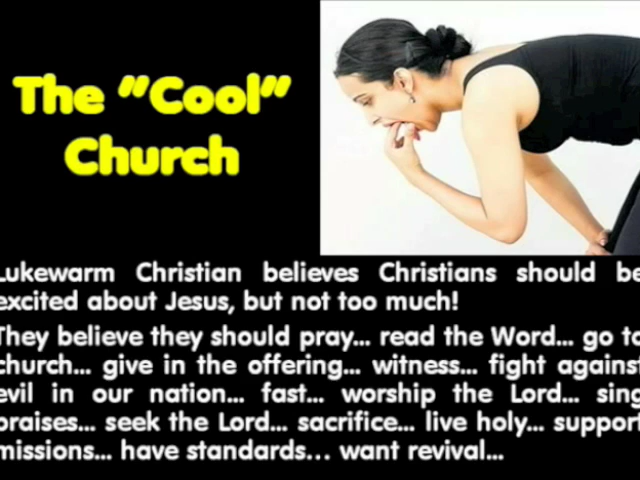 The "Cool"
Church
Lukewarm Christian believes Christians should be
excited about Jesus, but not too much!
They believe they should pray... read the Word... go to
church... give in the offering... witness... fight against
evil in our nation... fast... worship the Lord... sing
praises... seek the Lord... sacrifice... live holy... support
missions... have standards... want revival...